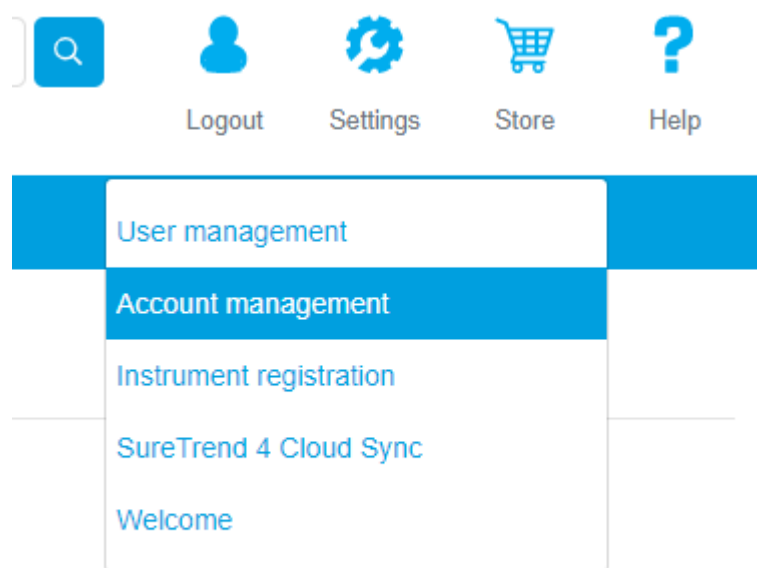 Logout Settings Store Help
User management
Account management
Instrument registration
SureTrend 4 Cloud Sync
Welcome